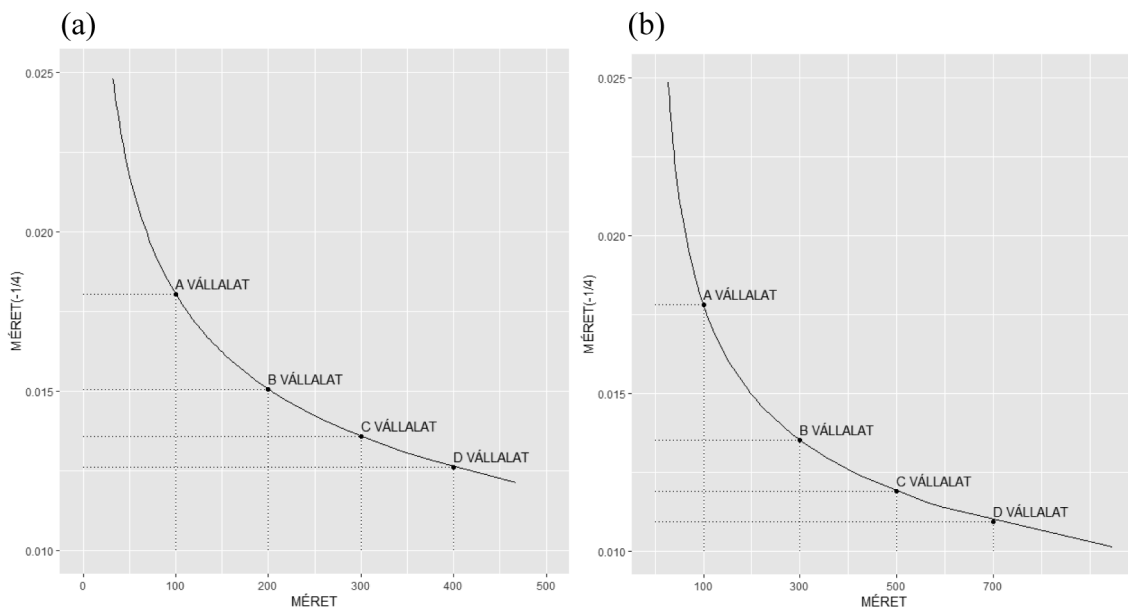 (a)
0.025
0.020
0.015
0.010
MÉRET(-1/4)
A VÁLLALAT
B VÁLLALAT
C VÁLLALAT
D VÁLLALAT
0 100 200 300 400 500
MÉRET
(b)
0.025
0.020
0.015
0.010
MÉRET(-1/4)
A VÁLLALAT
B VÁLLALAT
C VÁLLALAT
D VÁLLALAT
100 300 500 700
MÉRET